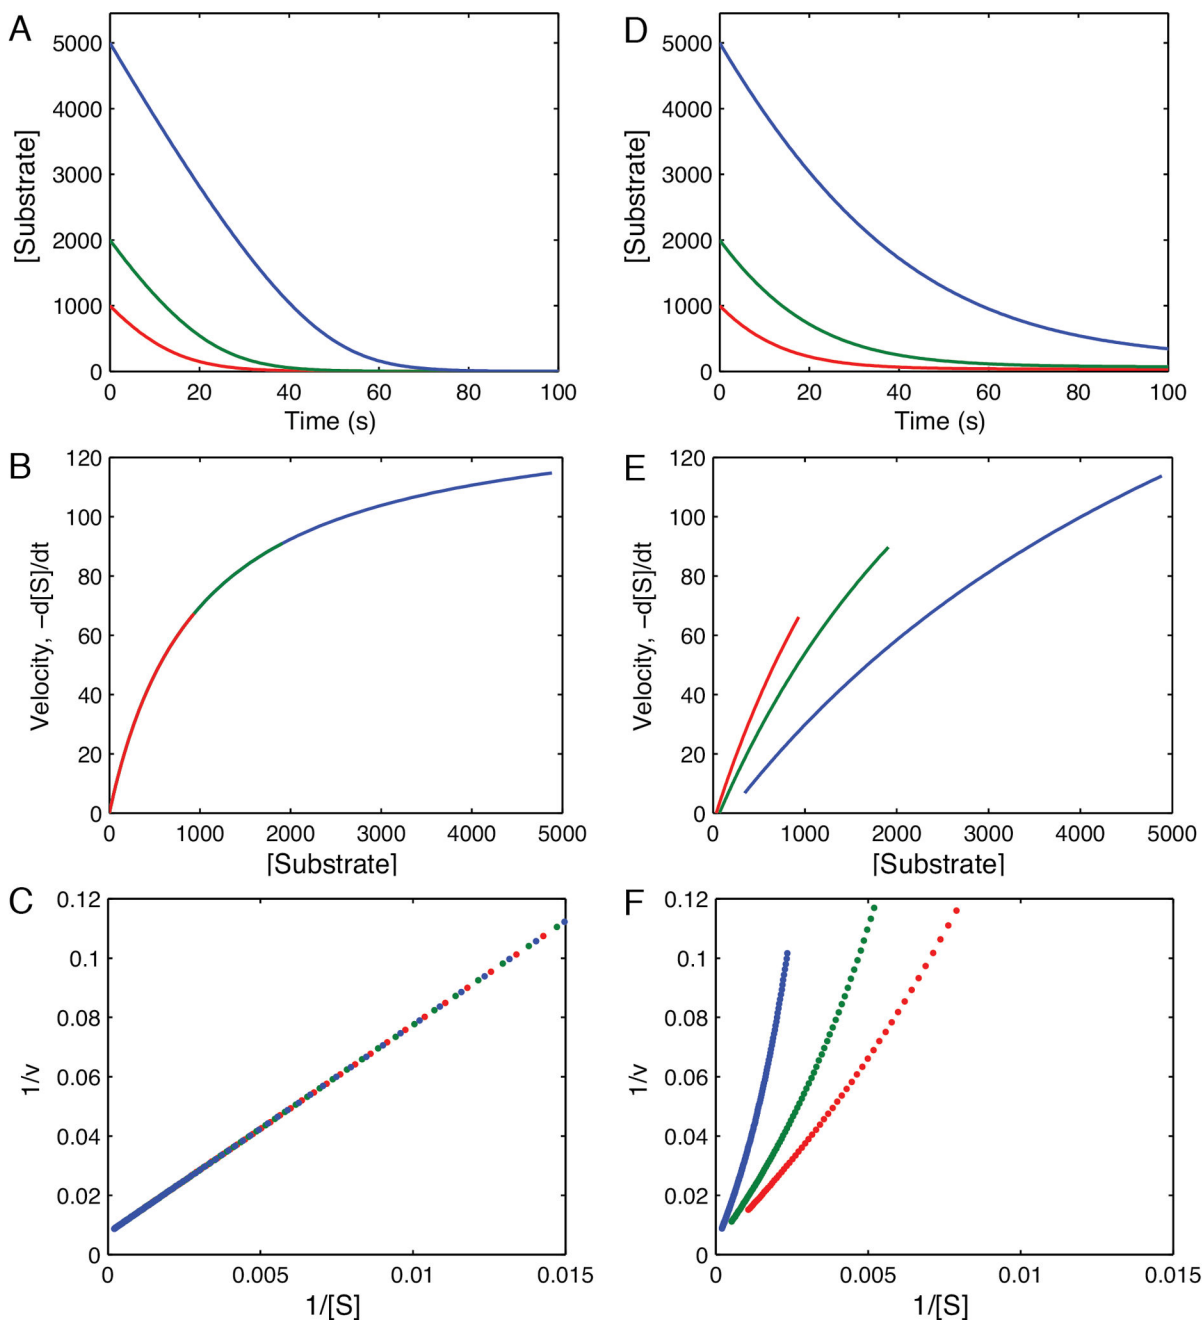 A
5000
4000
3000
2000
1000
0
[Substrate]
0 20 40 60 80 100
Time (s)
D
5000
4000
3000
2000
1000
0
[Substrate]
0 20 40 60 80 100
Time (s)
B
120
100
80
60
40
20
0
Velocity, −d[S]/dt
0 1000 2000 3000 4000 5000
[Substrate]
E
120
100
80
60
40
20
0
Velocity, −d[S]/dt
0 1000 2000 3000 4000 5000
[Substrate]
C
0.12
0.1
0.08
0.06
0.04
0.02
0
1/v
0 0.005 0.01 0.015
1/[S]
F
0.12
0.1
0.08
0.06
0.04
0.02
0
1/v
0 0.005 0.01 0.015
1/[S]